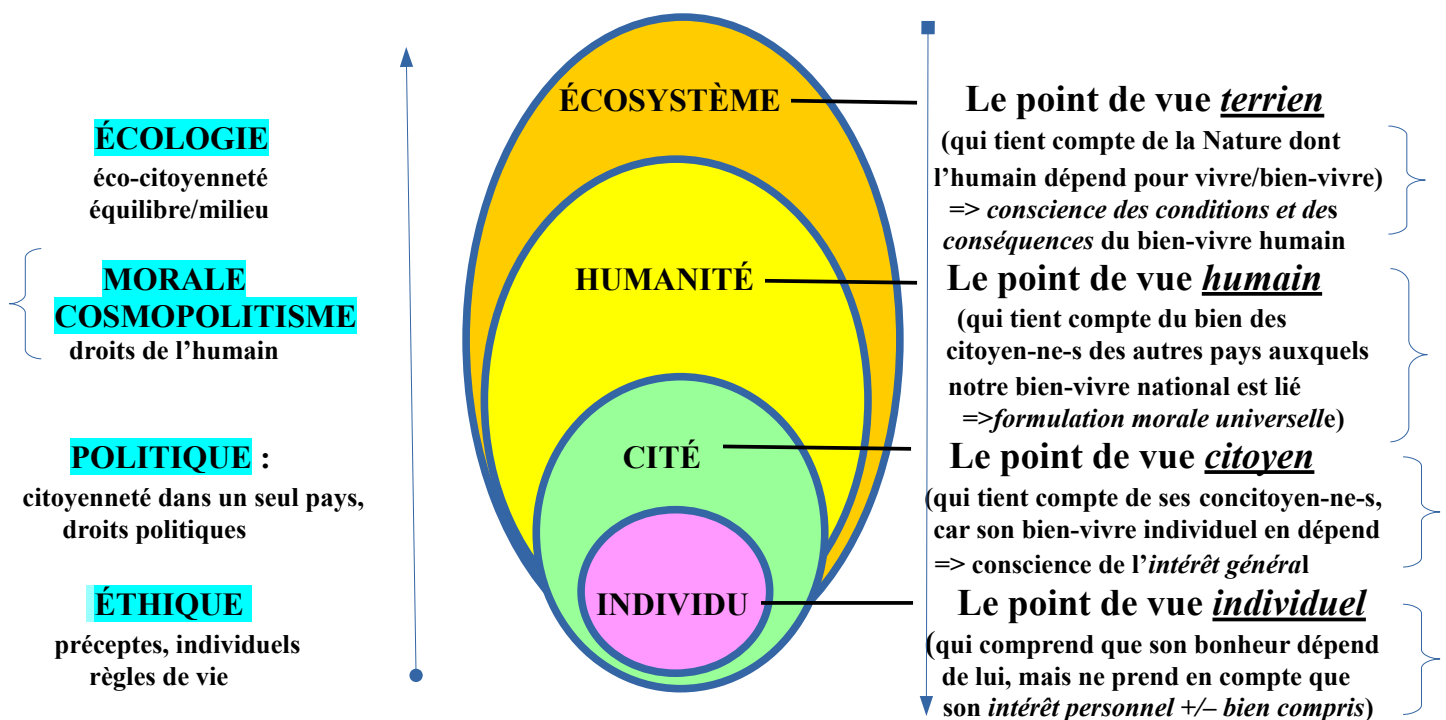 ÉCOLOGIE
éco-citoyenneté
équilibre/milieu
MORALE
COSMOPOLITISME
droits de l’humain
POLITIQUE :
citoyenneté dans un seul pays,
droits politiques
ÉTHIQUE
préceptes, individuels
règles de vie
ÉCOSYSTÈME
HUMANITÉ
CITÉ
INDIVIDU
Le point de vue terrien
(qui tient compte de la Nature dont
l’humain dépend pour vivre/bien-vivre)
=> conscience des conditions et des
conséquences du bien-vivre humain
Le point de vue humain
(qui tient compte du bien des
citoyen-ne-s des autres pays auxquels
notre bien-vivre national est lié
=>formulation morale universelle)
Le point de vue citoyen
(qui tient compte de ses concitoyen-ne-s,
car son bien-vivre individuel en dépend
=> conscience de l’intérêt général
Le point de vue individuel
(qui comprend que son bonheur dépend
de lui, mais ne prend en compte que
son intérêt personnel +/– bien compris)